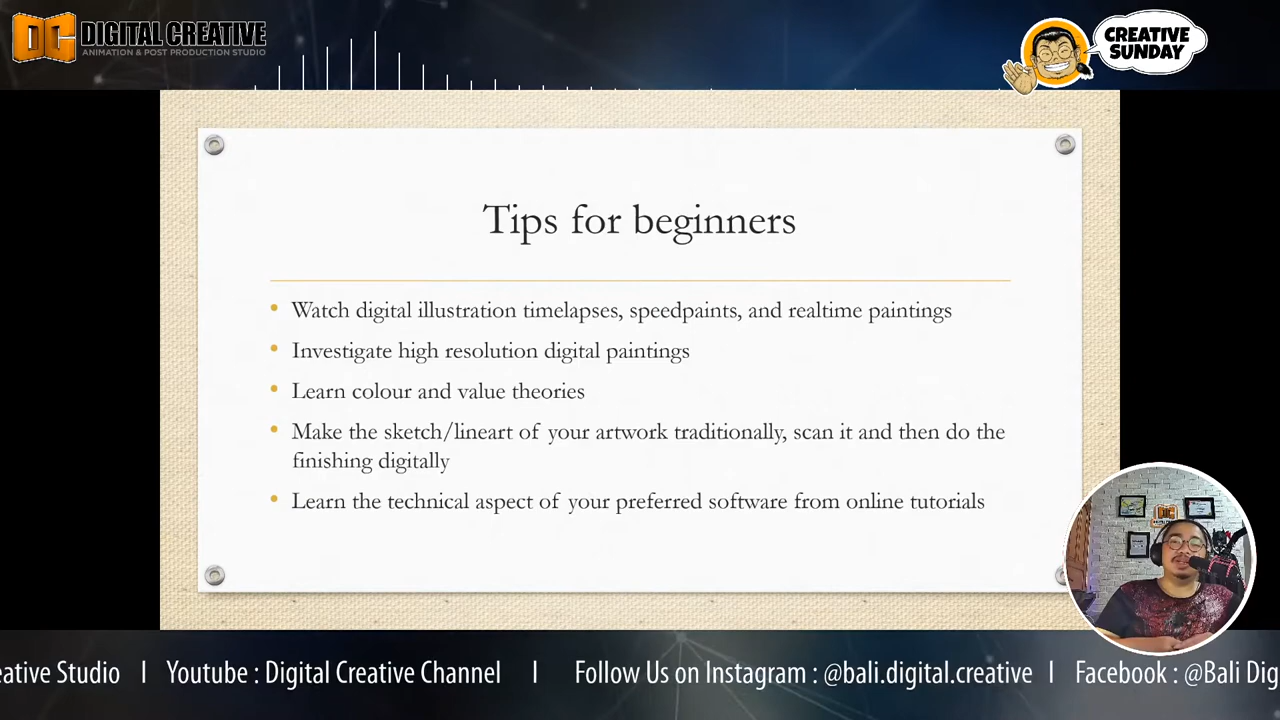 DIGITAL CREATIVE
ANIMATION & POST PRODUCTION STUDIO
CREATIVE
SUNDAY
Tips for beginners
• Watch digital illustration timelapses, speedpaints, and realtime paintings
• Investigate high resolution digital paintings
• Learn colour and value theories
• Make the sketch/lineart of your artwork traditionally, scan it and then do the
finishing digitally
• Learn the technical aspect of your preferred software from online tutorials
eative Studio I Youtube : Digital Creative Channel I Follow Us on Instagram : @bali.digital.creative I Facebook : @Bali Dig